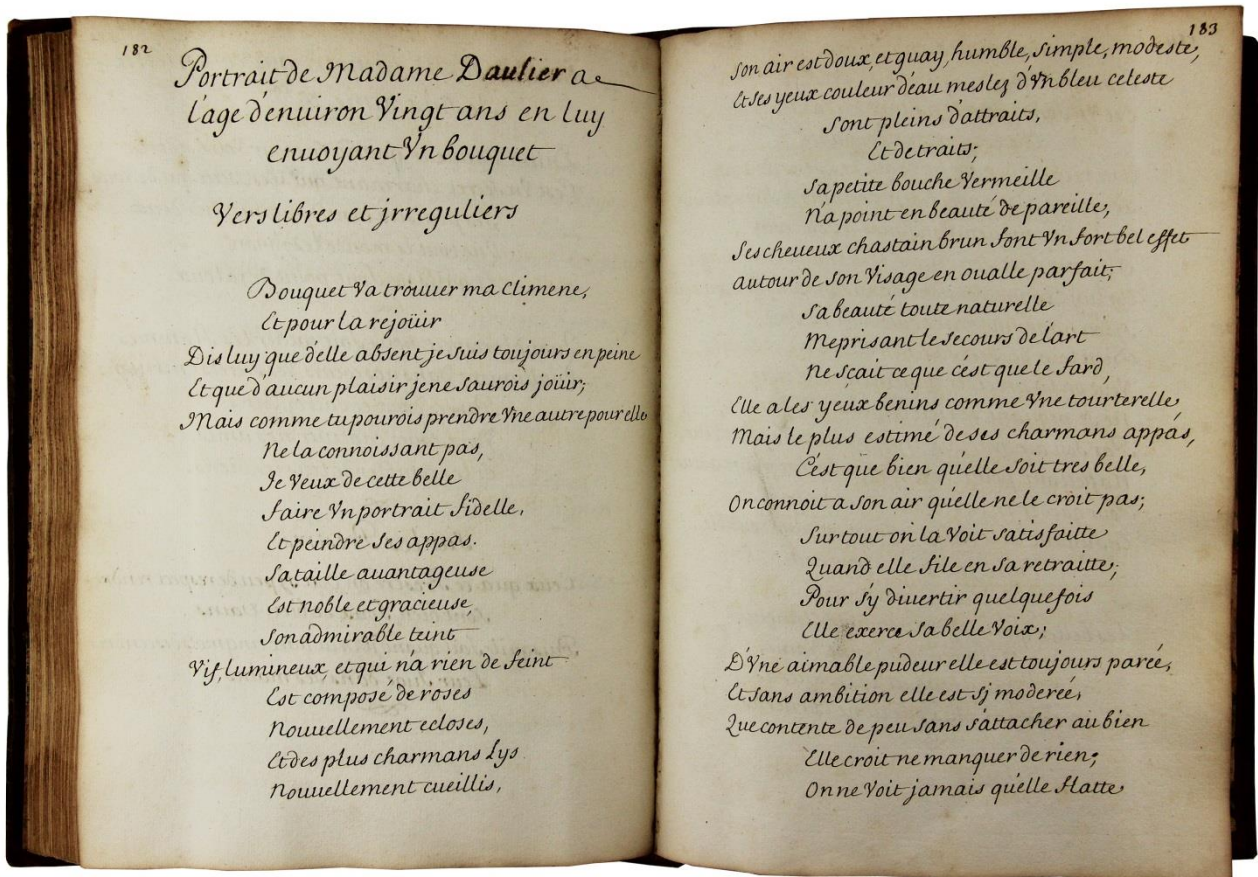 182
Portrait de Madame Daulier a
l'age d'enuiron Vingt ans en luy
enuoyant Vn bouquet
Vers libres et jrreguliers
Bouquet Va trouuer ma Climene,
Et pour la rejoüir
Dis luy que d'elle absent je suis toujours en peine
Et que d'aucun plaisir je ne saurois joüir;
Mais comme tu pourois prendre Vne autre pour elle
Ne la connoissant pas,
Je Veux de cette belle
faire Vn portrait fidelle,
Et peindre ses appas.
Sa taille auantageuse
Est noble et gracieuse,
Son admirable teint
Vif, lumineux, et qui n'a rien de feint
Est composé de roses
Nouuellement ecloses,
Et des plus charmans Lys
Nouuellement cueillis,
183
Son air est doux, et guay, humble, simple, modeste,
Et ses yeux couleur d'eau meslez d'Vn bleu celeste
Sont pleins d'attraits,
Et de traits;
Sa petite bouche Vermeille
N'a point en beauté de pareille,
Ses cheueux chastain brun font Vn fort bel effet
Autour de son Visage en oualle parfait;
Sa beauté toute naturelle
Meprisant le secours de l'art
Ne sçait ce que c'est que le fard,
Elle a les yeux benins comme Vne tourterelle,
Mais le plus estimé de ses charmans appas,
C'est que bien qu'elle soit tres belle,
On connoit a son air qu'elle ne le croit pas;
Surtout on la Voit satisfaitte
Quand elle file en sa retraitte;
Pour s'y diuertir quelquefois
Elle exerce sa belle Voix;
D'Vne aimable pudeur elle est toujours parée,
Et sans ambition elle est sj moderée,
Que contente de peu sans s'attacher au bien
Elle croit ne manquer de rien;
On ne Voit jamais qu'elle flatte